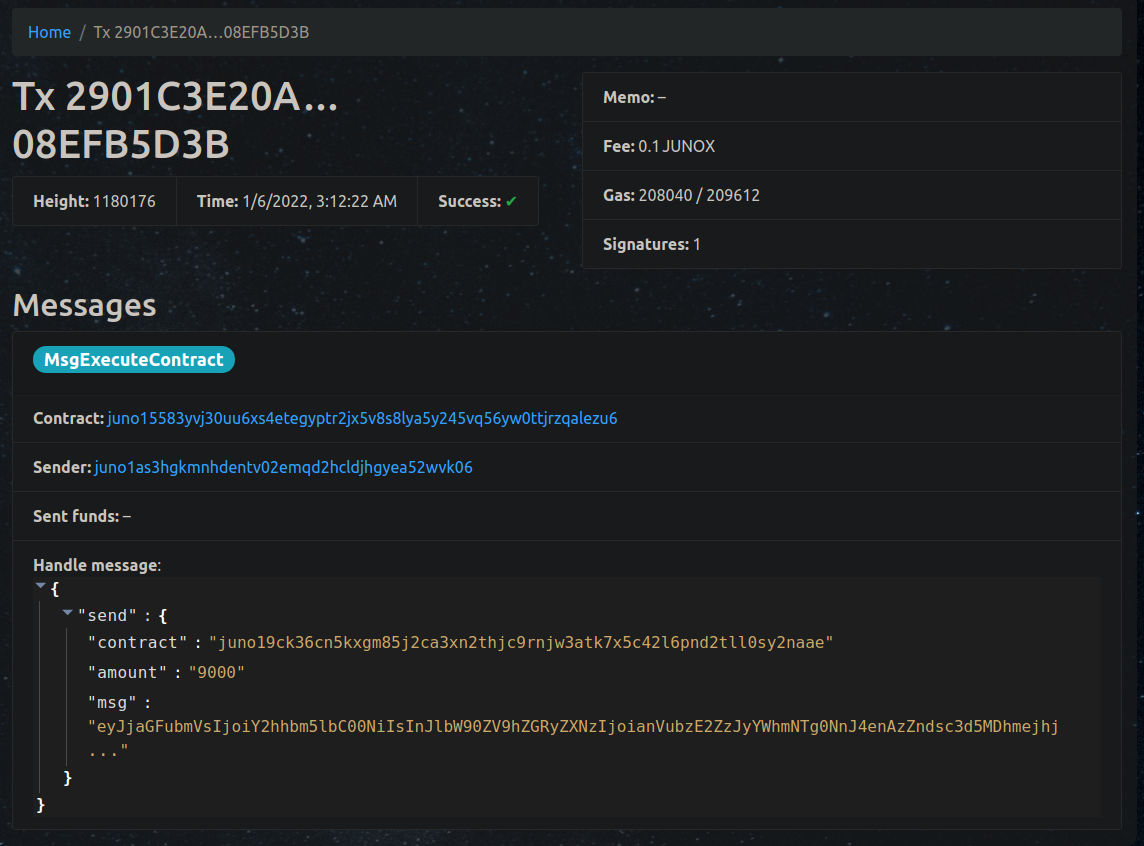 Home / Tx 2901C3E20A…08EFB5D3B
Tx 2901C3E20A…
08EFB5D3B
Height: 1180176
Time: 1/6/2022, 3:12:22 AM
Success: ✔
Memo: –
Fee: 0.1 JUNOX
Gas: 208040 / 209612
Signatures: 1
Messages
MsgExecuteContract
Contract: juno15583yvj30uu6xs4etegyptr2jx5v8s8lya5y245vq56yw0ttjrzqalezu6
Sender: juno1as3hgkmnhdentv02emqd2hcldjhgyea52wvk06
Sent funds: –
Handle message:
{
"send" : {
"contract" : "juno19ck36cn5kxgm85j2ca3xn2thjc9rnjw3atk7x5c42l6pnd2tll0sy2naae"
"amount" : "9000"
"msg" :
"eyJjaGFubmVsIjoiY2hhbm5lbC00NiIsInJlbW90ZV9hZGRyZXNzIjoianVubzE2ZzJyYWhmNTg0NnJ4enAzZndsc3d5MDhmejhj
..."
}
}